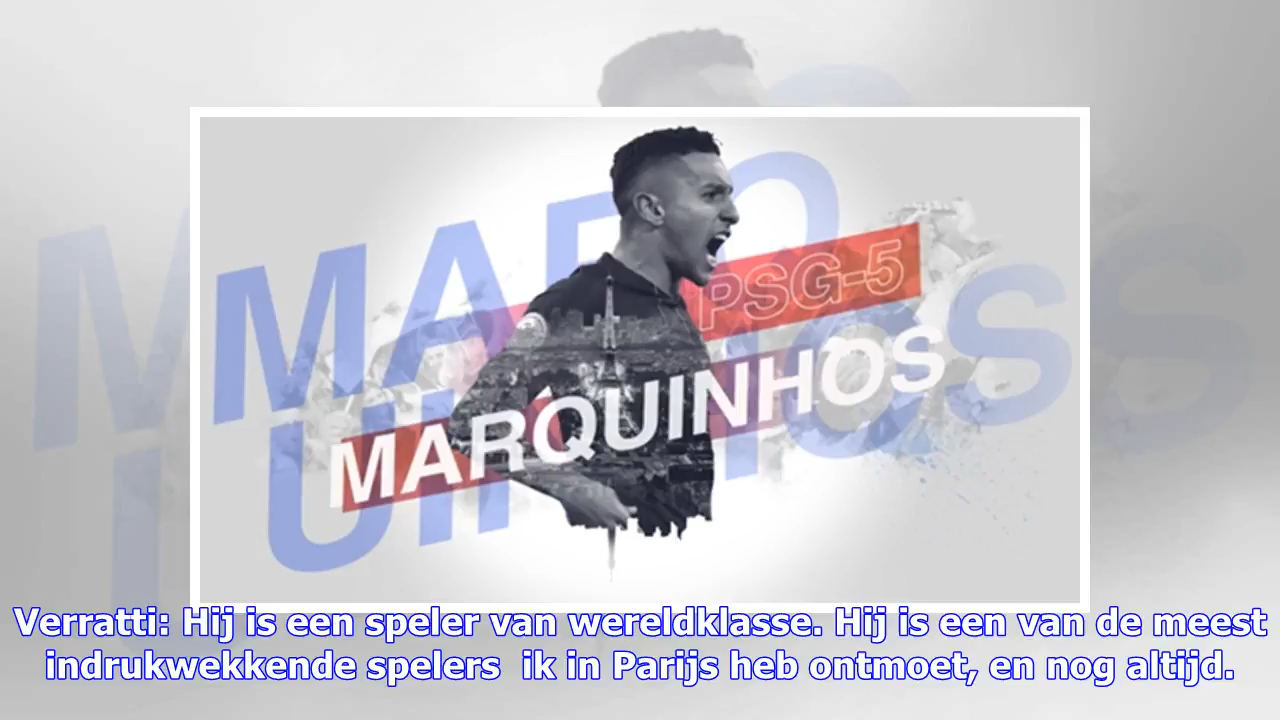 MARQUINHOS
PSG-5
MARQUINHOS
Verratti: Hij is een speler van wereldklasse. Hij is een van de meest
indrukwekkende spelers  ik in Parijs heb ontmoet, en nog altijd.